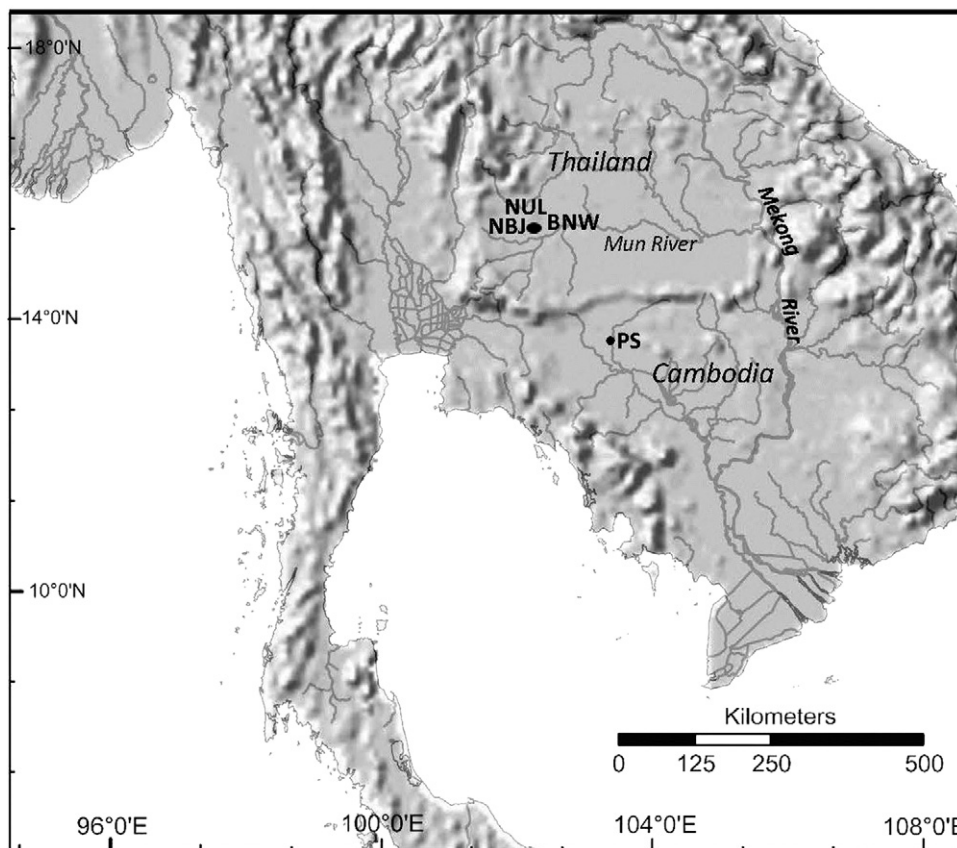 18°0'N
Thailand
NUL
NBJ BNW
Mun River
Mekong
River
14°0'N
PS
Cambodia
10°0'N
Kilometers
0 125 250 500
96°0'E 100°0'E 104°0'E 108°0'E